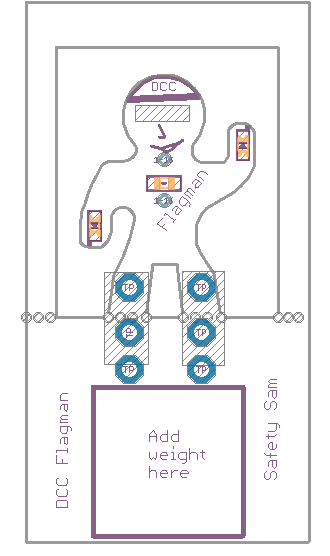 DCC
Flagman
TP
TP
TP
TP
TP
TP
DCC Flagman
Add
weight
here
Safety Sam